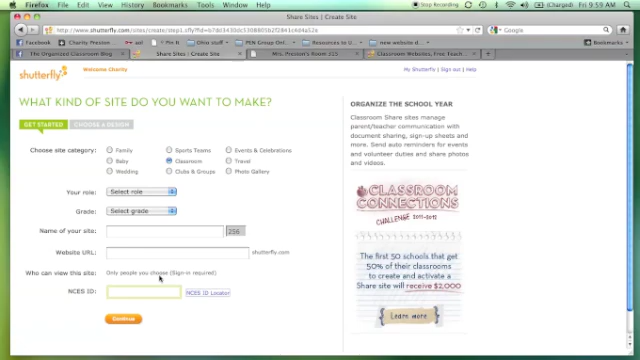 Firefox File Edit View History Bookmarks Tools Window Help
Stop Recording
(Charged) Fri 9:59 AM
Share Sites | Create Site
Google
Facebook
Pin It
Ohio stuff
PEN Group
Resources to
new website
Bookmarks
The Organized Classroom Blog
Share Sites | Create Site
Mrs. Preston's Room 315
Classroom Websites, Free Teach
shutterfly
Welcome Charity
My Shutterfly | Sign out | Help
WHAT KIND OF SITE DO YOU WANT TO MAKE?
GET STARTED CHOOSE A DESIGN
Choose site category:
Family Sports Teams Events & Celebrations
Baby Classroom Travel
Wedding Clubs & Groups Photo Gallery
Your role: Select role
Grade: Select grade
Name of your site: 256
Website URL: shutterfly.com
Who can view this site: Only people you choose (Sign-in required)
NCES ID: NCES ID Locator
Continue
ORGANIZE THE SCHOOL YEAR
Classroom Share sites manage
parent/teacher communication with
document sharing, sign-up sheets and
more. Send auto reminders for events
and volunteer duties and share photos
and videos.
CLASSROOM
CONNECTIONS
CHALLENGE 2011-2012
The first 50 schools that get
50% of their classrooms
to create and activate a
Share site will receive $2,000
Learn more